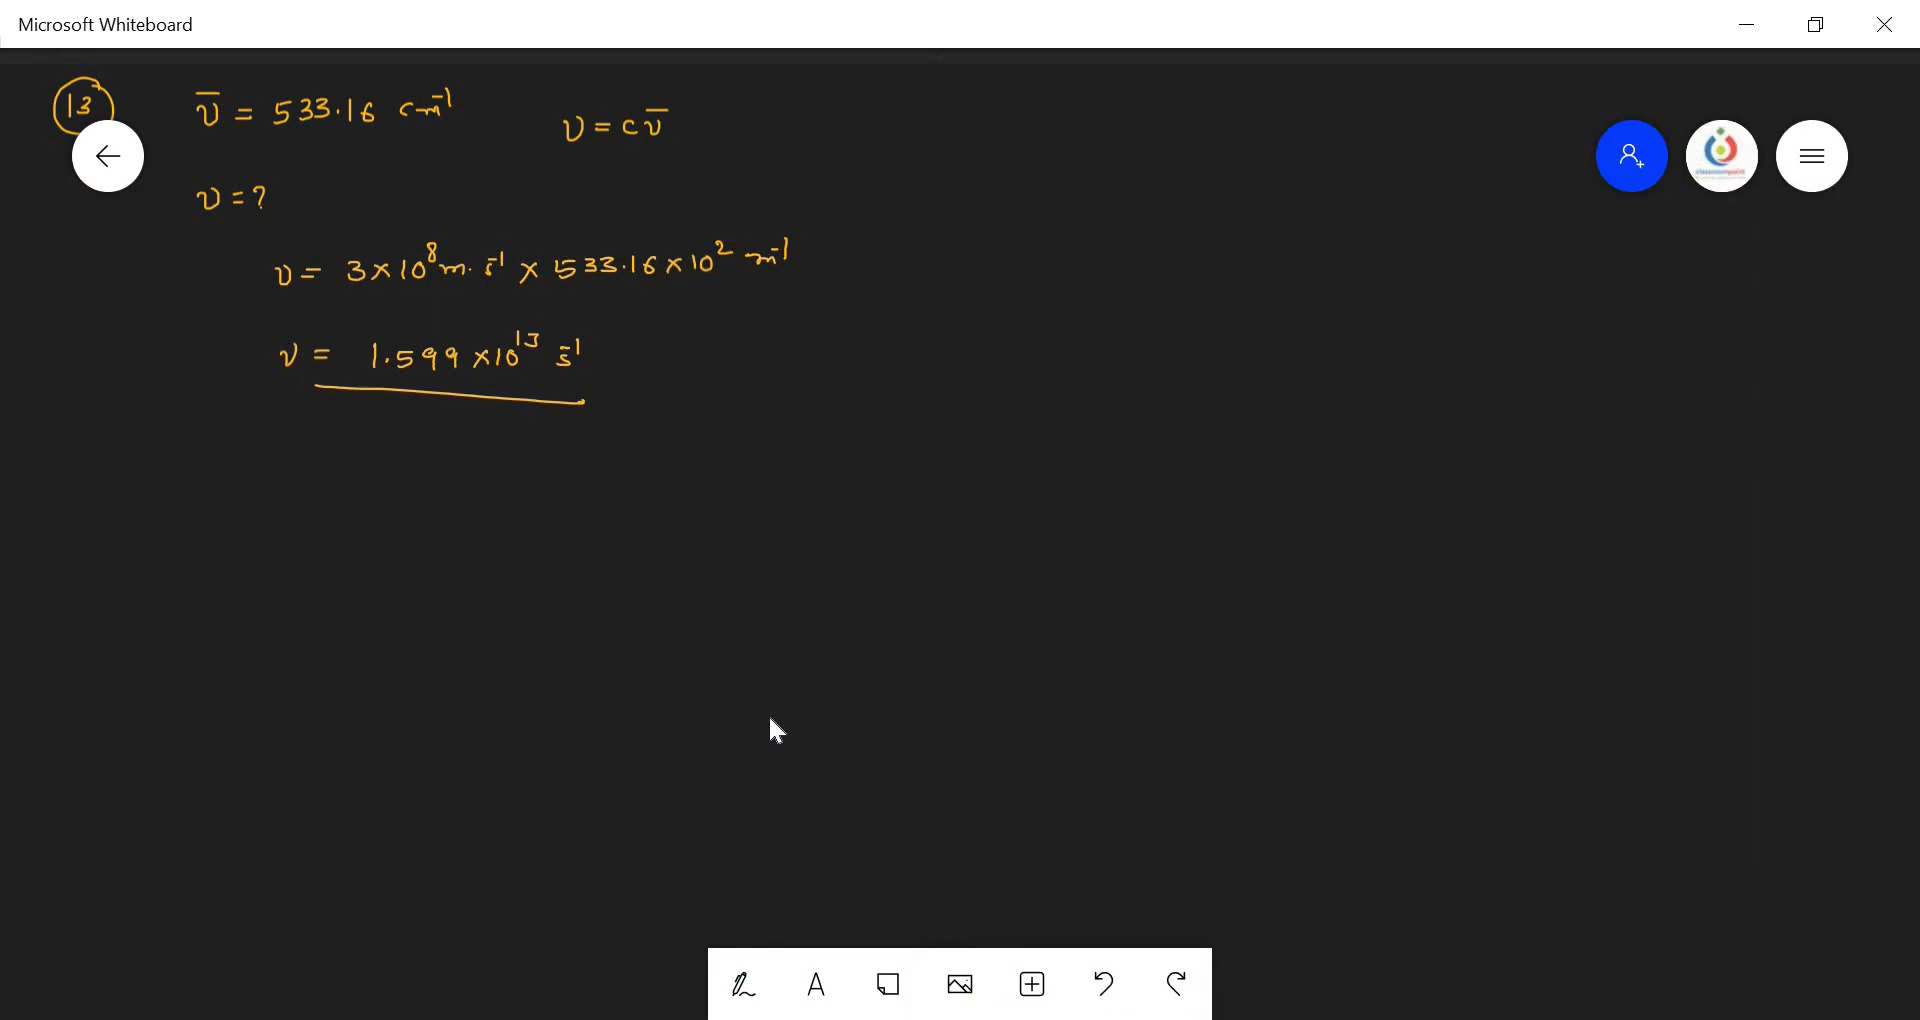 Microsoft Whiteboard
13 ν̄ = 533.16 cm⁻¹ ν = cν̄
ν = ?
ν = 3×10⁸ m. s⁻¹ × 533.16 × 10² m⁻¹
ν = 1.599 ×10¹³ s⁻¹